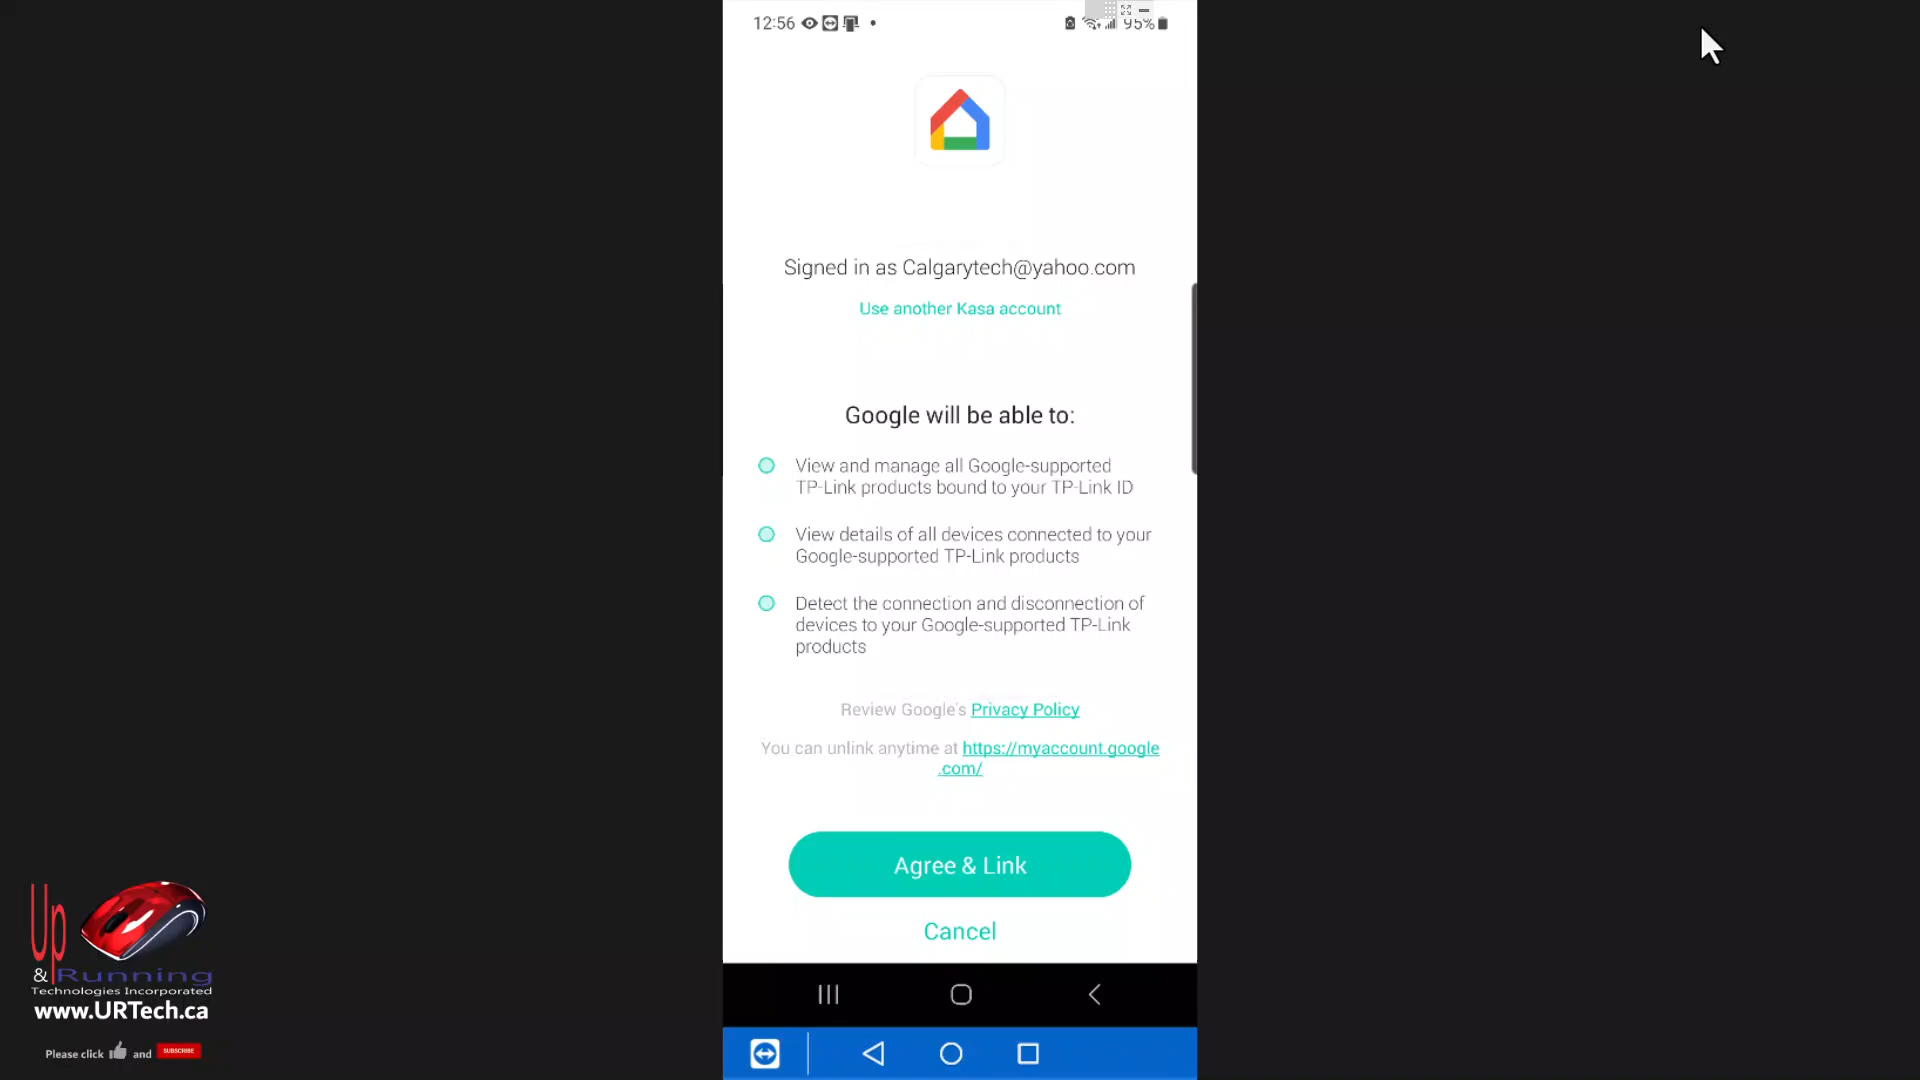 12:56
95%
Signed in as Calgarytech@yahoo.com
Use another Kasa account
Google will be able to:
View and manage all Google-supported
TP-Link products bound to your TP-Link ID
View details of all devices connected to your
Google-supported TP-Link products
Detect the connection and disconnection of
devices to your Google-supported TP-Link
products
Review Google's Privacy Policy
You can unlink anytime at https://myaccount.google
.com/
Agree & Link
Cancel
Up
& Running
Technologies Incorporated
www.URTech.ca
Please click and SUBSCRIBE